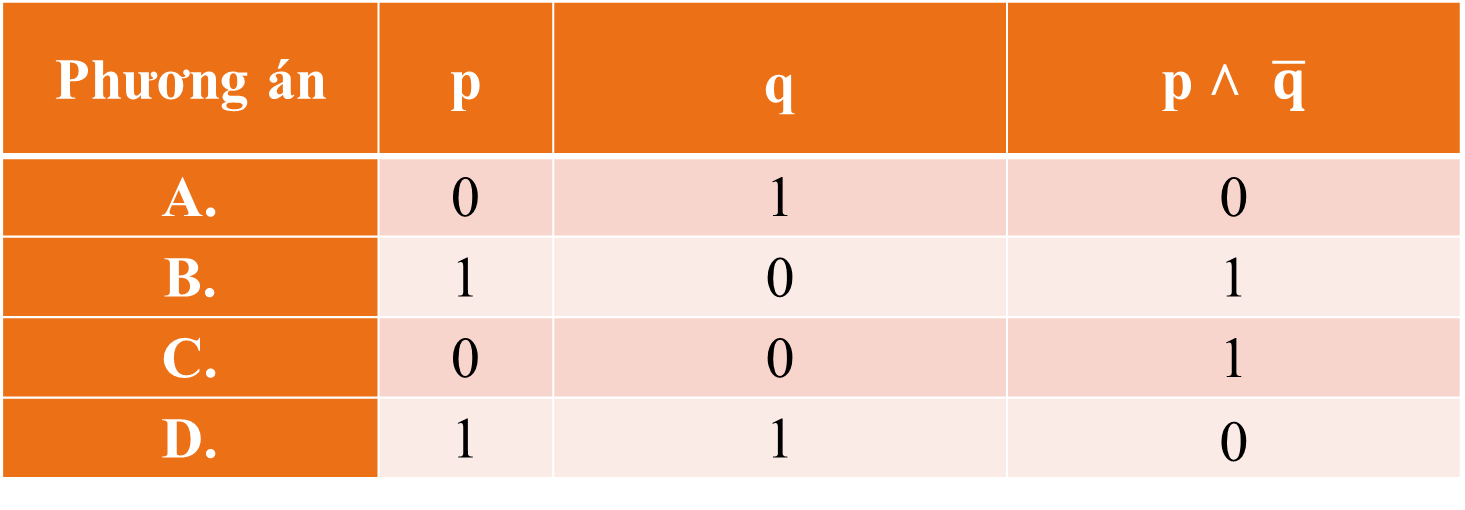 Phương án p q p ^ q̅
A. 0 1 0
B. 1 0 1
C. 0 0 1
D. 1 1 0